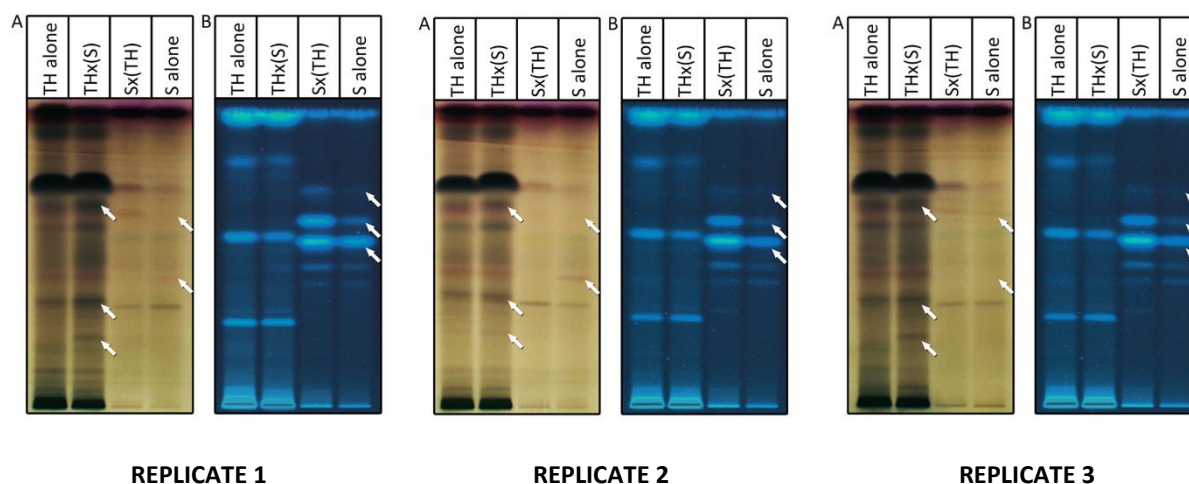 A
TH alone
THx(S)
Sx(TH)
S alone
B
TH alone
THx(S)
Sx(TH)
S alone
A
TH alone
THx(S)
Sx(TH)
S alone
B
TH alone
THx(S)
Sx(TH)
S alone
A
TH alone
THx(S)
Sx(TH)
S alone
B
TH alone
THx(S)
Sx(TH)
S alone
REPLICATE 1
REPLICATE 2
REPLICATE 3